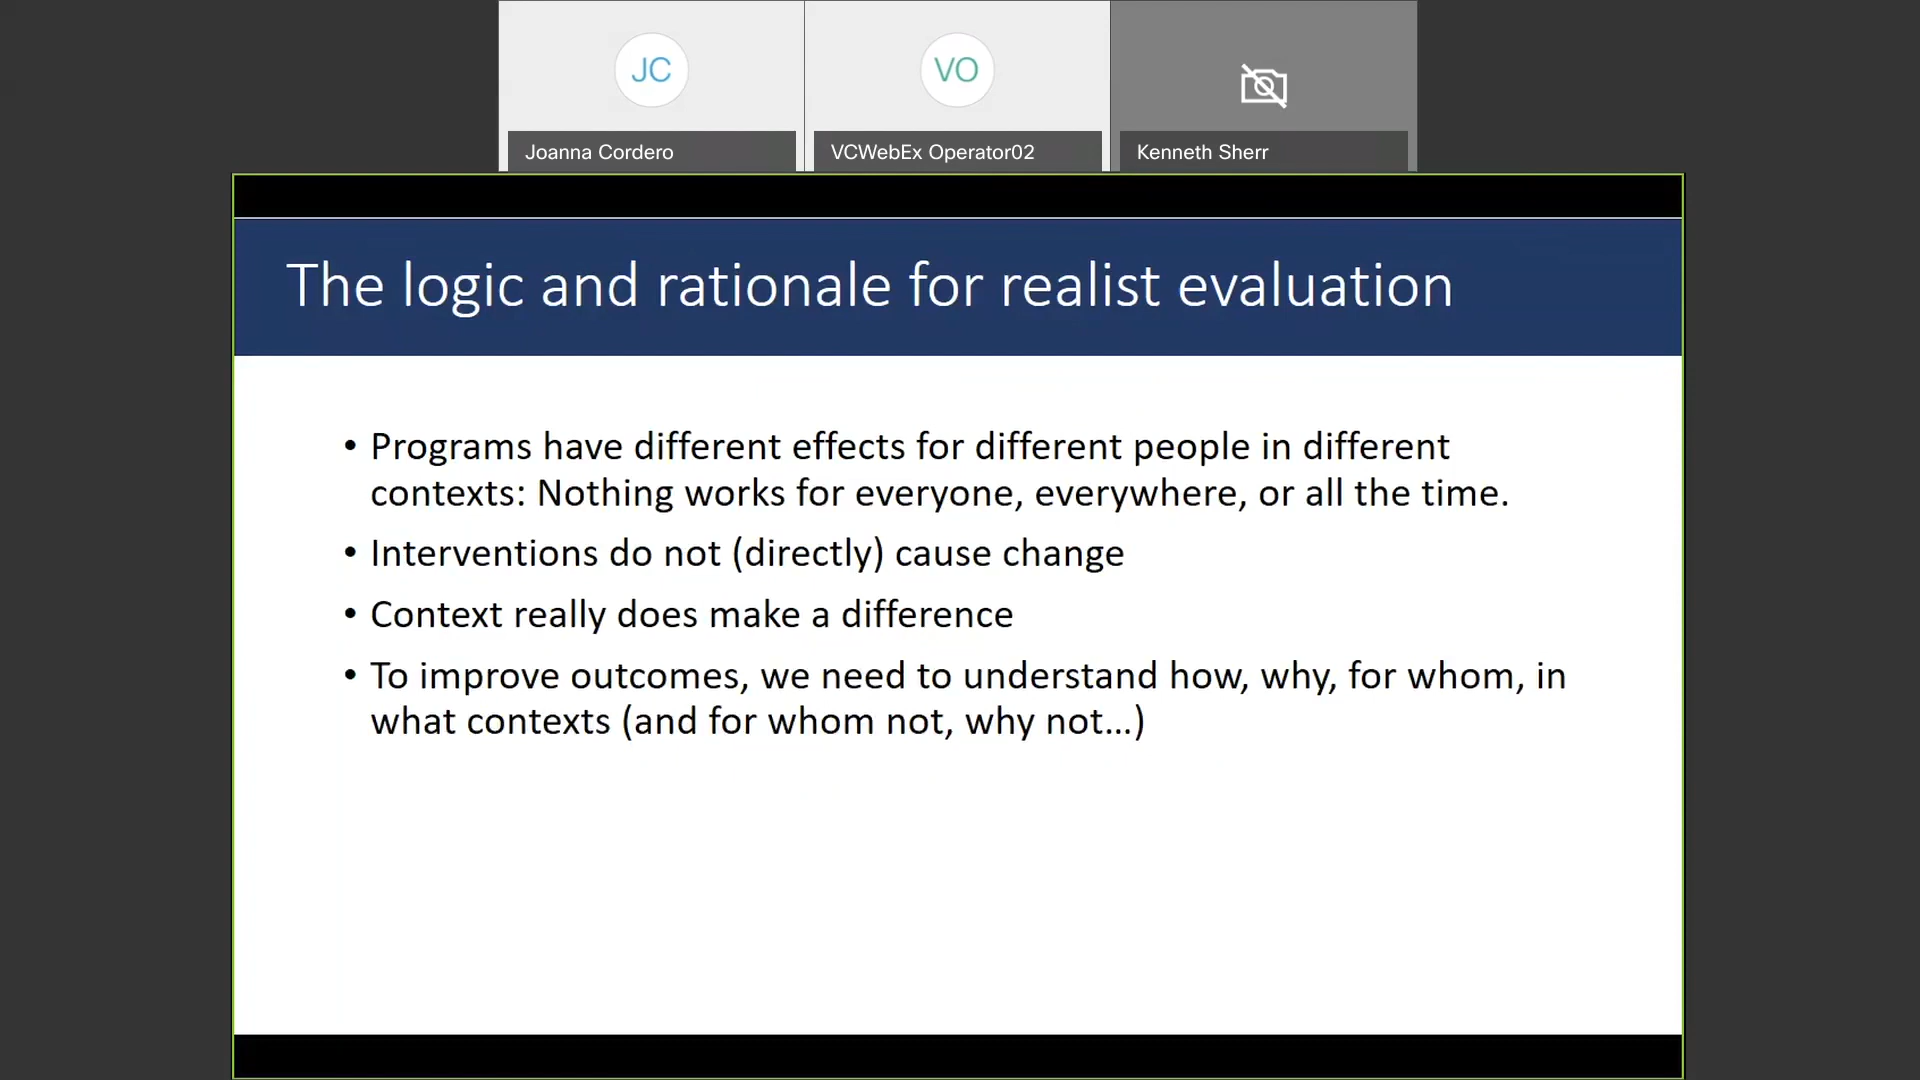 JC
VO
Joanna Cordero
VCWebEx Operator02
Kenneth Sherr
The logic and rationale for realist evaluation
• Programs have different effects for different people in different
contexts: Nothing works for everyone, everywhere, or all the time.
• Interventions do not (directly) cause change
• Context really does make a difference
• To improve outcomes, we need to understand how, why, for whom, in
what contexts (and for whom not, why not...)